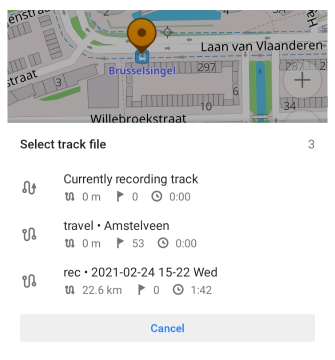 Laan van Vlaanderen
straat
3
Brusselsingel
297
287
6
10
34
Willebroekstraat
Select track file 3
Currently recording track
0 m 0 0:00
travel • Amstelveen
0 m 53 0:00
rec • 2021-02-24 15-22 Wed
22.6 km 0 1:42
Cancel